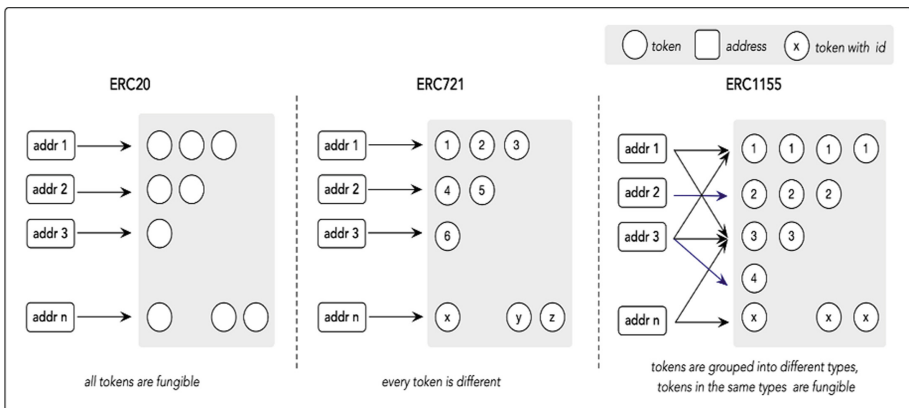 x
token
address
token with id
ERC20
ERC721
ERC1155
addr 1
addr 2
addr 3
addr n
all tokens are fungible
addr 1
1 2 3
addr 2
4 5
addr 3
6
addr n
x y z
every token is different
addr 1
1 1 1 1
addr 2
2 2 2
addr 3
3 3
4
addr n
x x x
tokens are grouped into different types,
tokens in the same types are fungible